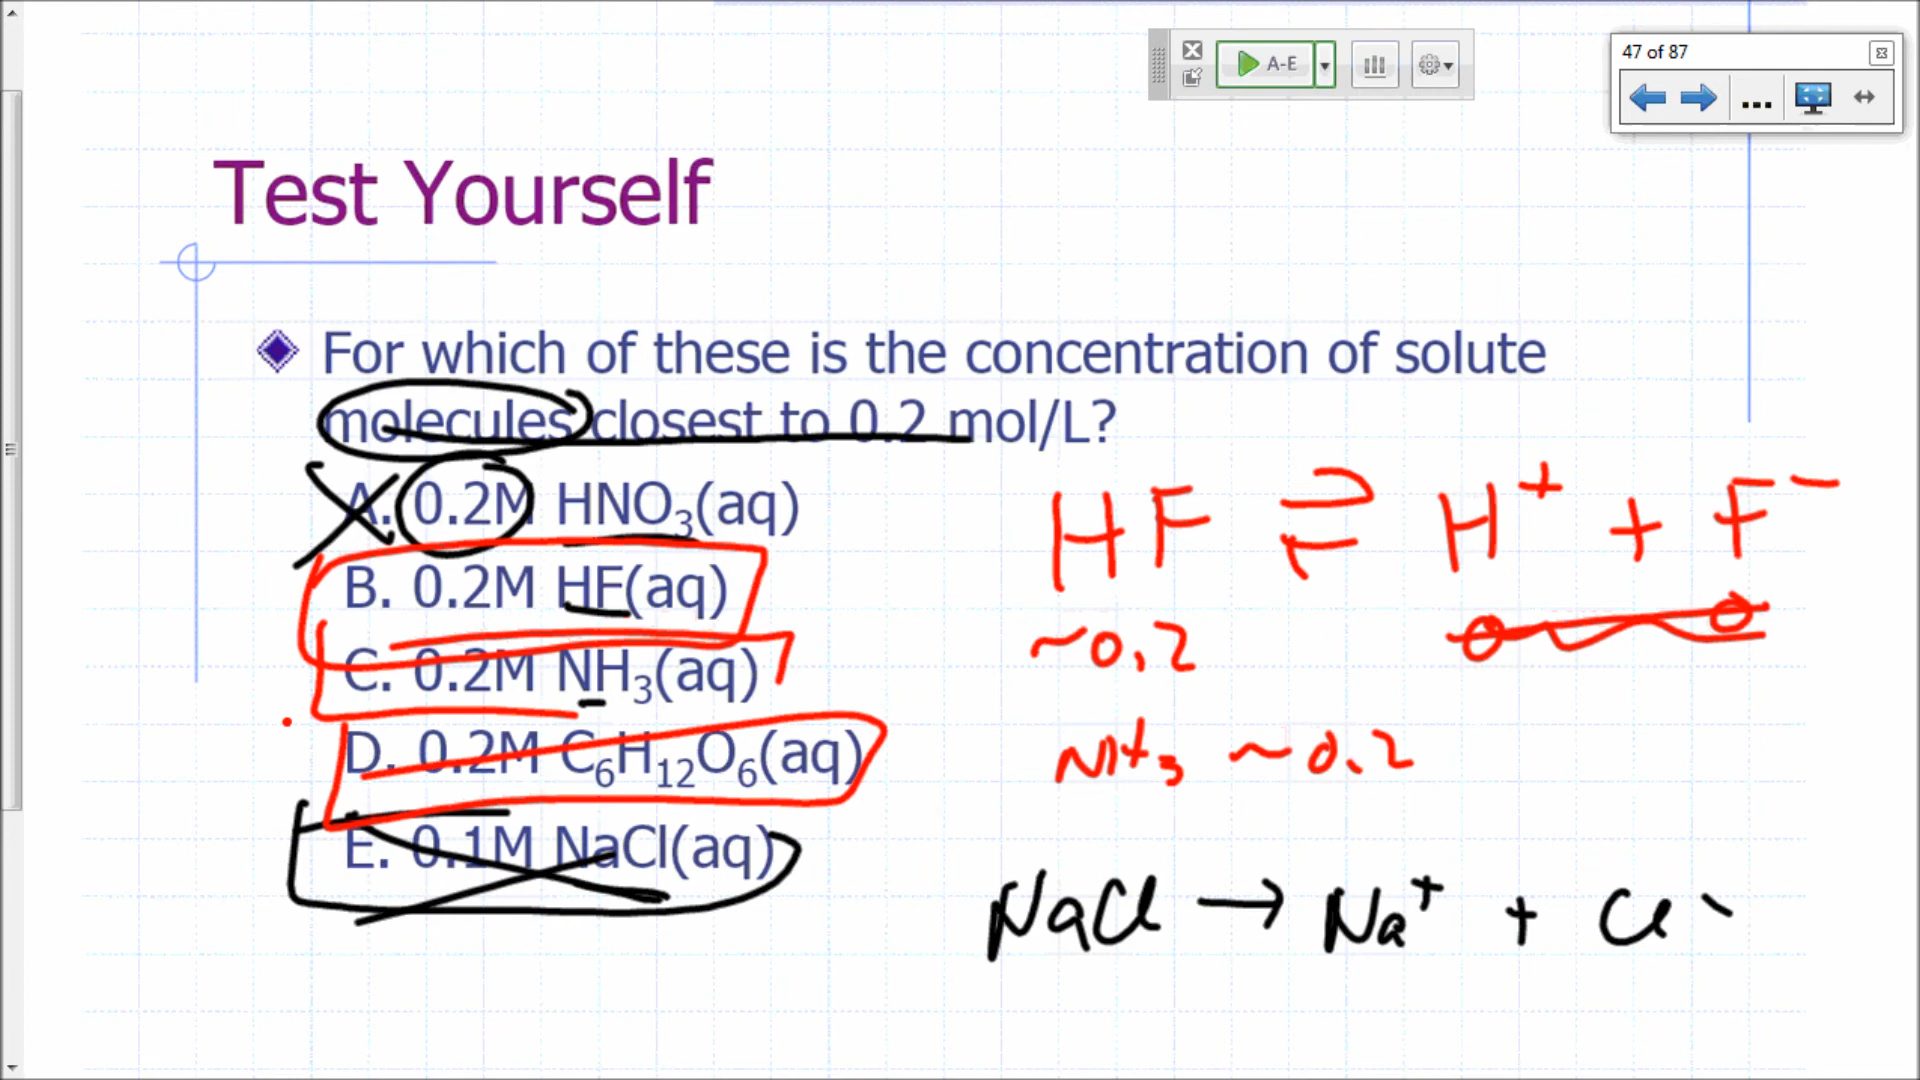 A-E
47 of 87
...
Test Yourself
For which of these is the concentration of solute
molecules closest to 0.2 mol/L?
A. 0.2M HNO₃(aq)
B. 0.2M HF(aq)
C. 0.2M NH₃(aq)
D. 0.2M C₆H₁₂O₆(aq)
E. 0.1M NaCl(aq)
HF ⇌ H⁺ + F⁻
~0.2
NH₃ ~0.2
NaCl → Na⁺ + Cl⁻